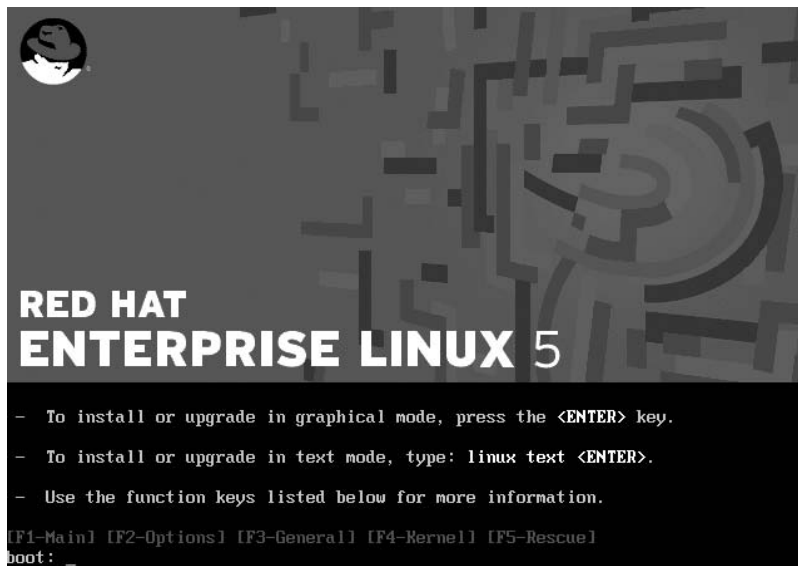 RED HAT
ENTERPRISE LINUX 5
- To install or upgrade in graphical mode, press the <ENTER> key.
- To install or upgrade in text mode, type: linux text <ENTER>.
- Use the function keys listed below for more information.
[F1-Main] [F2-Options] [F3-General] [F4-Kernel] [F5-Rescue]
boot: _